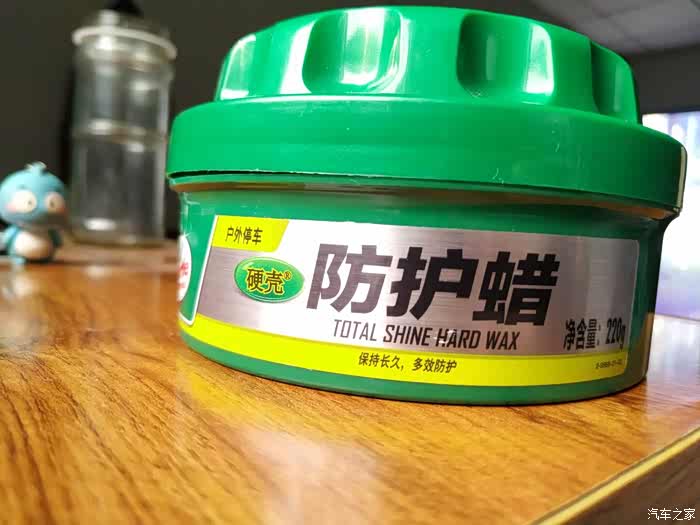 户外停车
硬壳®
防护蜡
TOTAL SHINE HARD WAX
净含量：220g
保持长久，多效防护
汽车之家